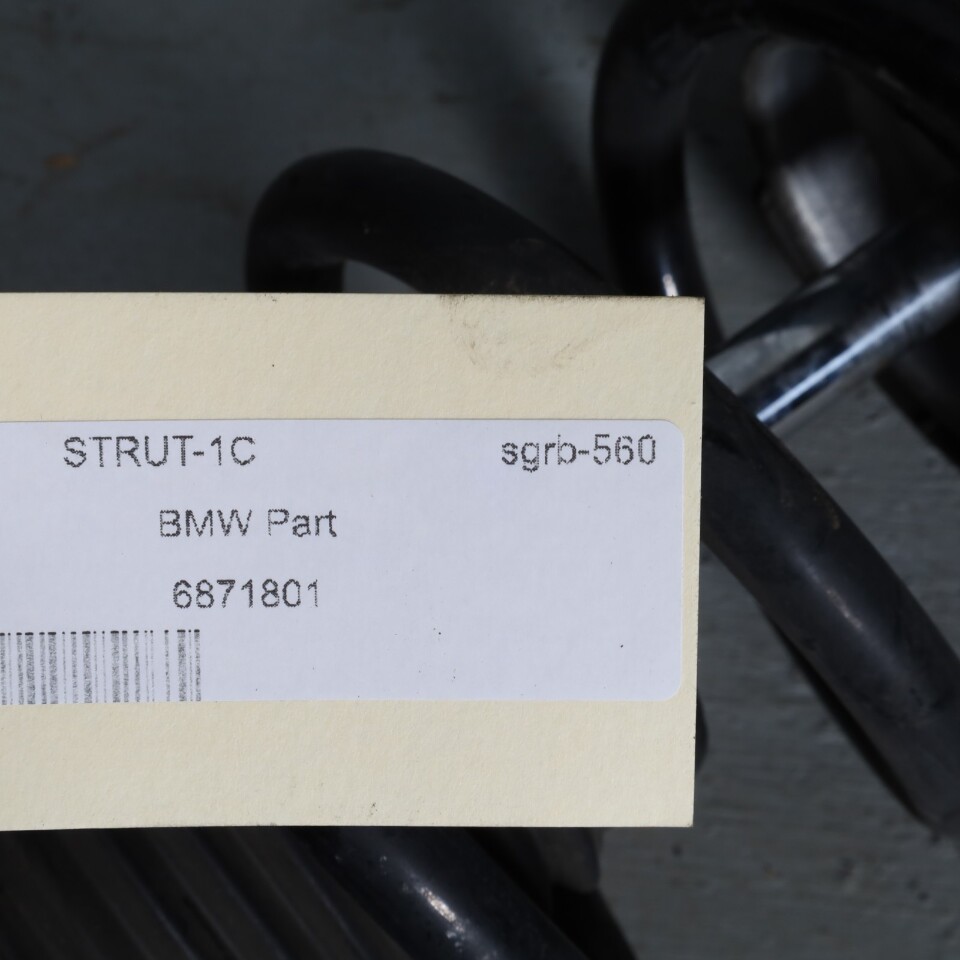 STRUT-1C sgrb-560
BMW Part
6871801